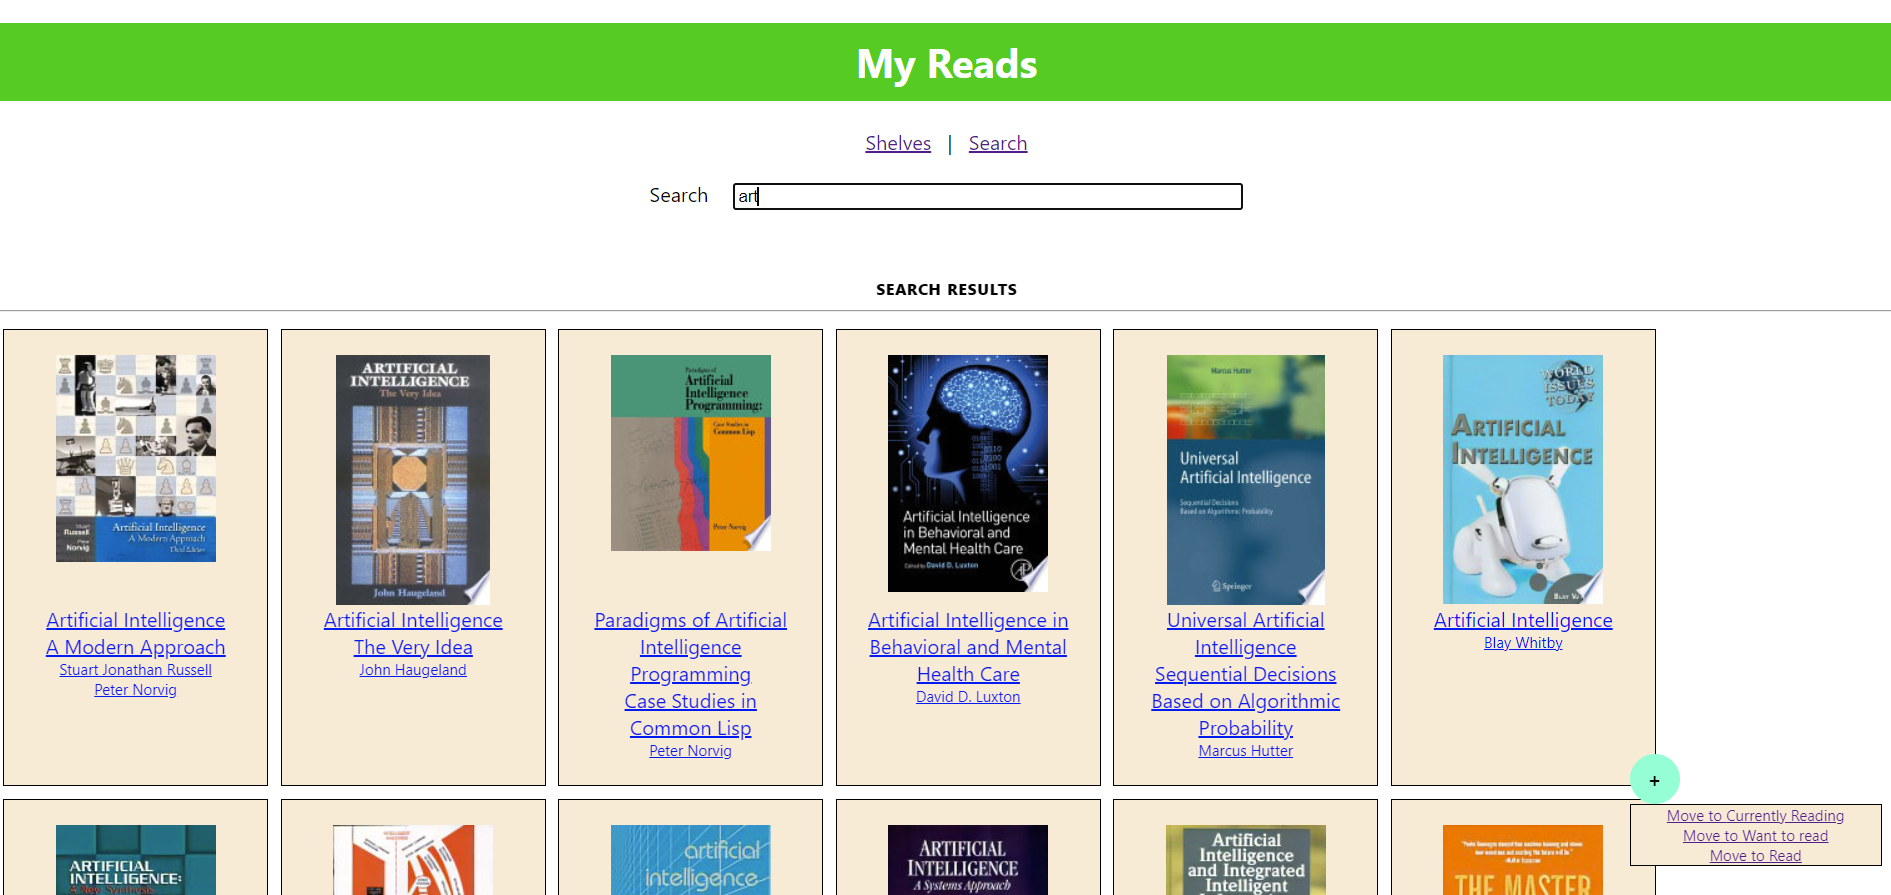 My Reads
Shelves | Search
Search art
SEARCH RESULTS
Russell
Norvig
Artificial Intelligence
A Modern Approach
Third Edition
Artificial Intelligence
A Modern Approach
Stuart Jonathan Russell
Peter Norvig
ARTIFICIAL
INTELLIGENCE
The Very Idea
John Haugeland
Artificial Intelligence
The Very Idea
John Haugeland
Paradigms of
Artificial
Intelligence
Programming:
Case Studies in
Common Lisp
Peter Norvig
Paradigms of Artificial
Intelligence
Programming
Case Studies in
Common Lisp
Peter Norvig
Artificial Intelligence
in Behavioral and
Mental Health Care
Edited by David D. Luxton
AP
Artificial Intelligence in
Behavioral and Mental
Health Care
David D. Luxton
Marcus Hutter
Universal
Artificial Intelligence
Sequential Decisions
Based on Algorithmic Probability
Springer
Universal Artificial
Intelligence
Sequential Decisions
Based on Algorithmic
Probability
Marcus Hutter
WORLD
ISSUES
TODAY
ARTIFICIAL
INTELLIGENCE
Artificial Intelligence
Blay Whitby
+
Move to Currently Reading
Move to Want to read
Move to Read
ARTIFICIAL
INTELLIGENCE:
A New Synthesis
artificial
intelligence
ARTIFICIAL
INTELLIGENCE
A Systems Approach
Artificial
Intelligence
and Integrated
Intelligent
THE MASTER